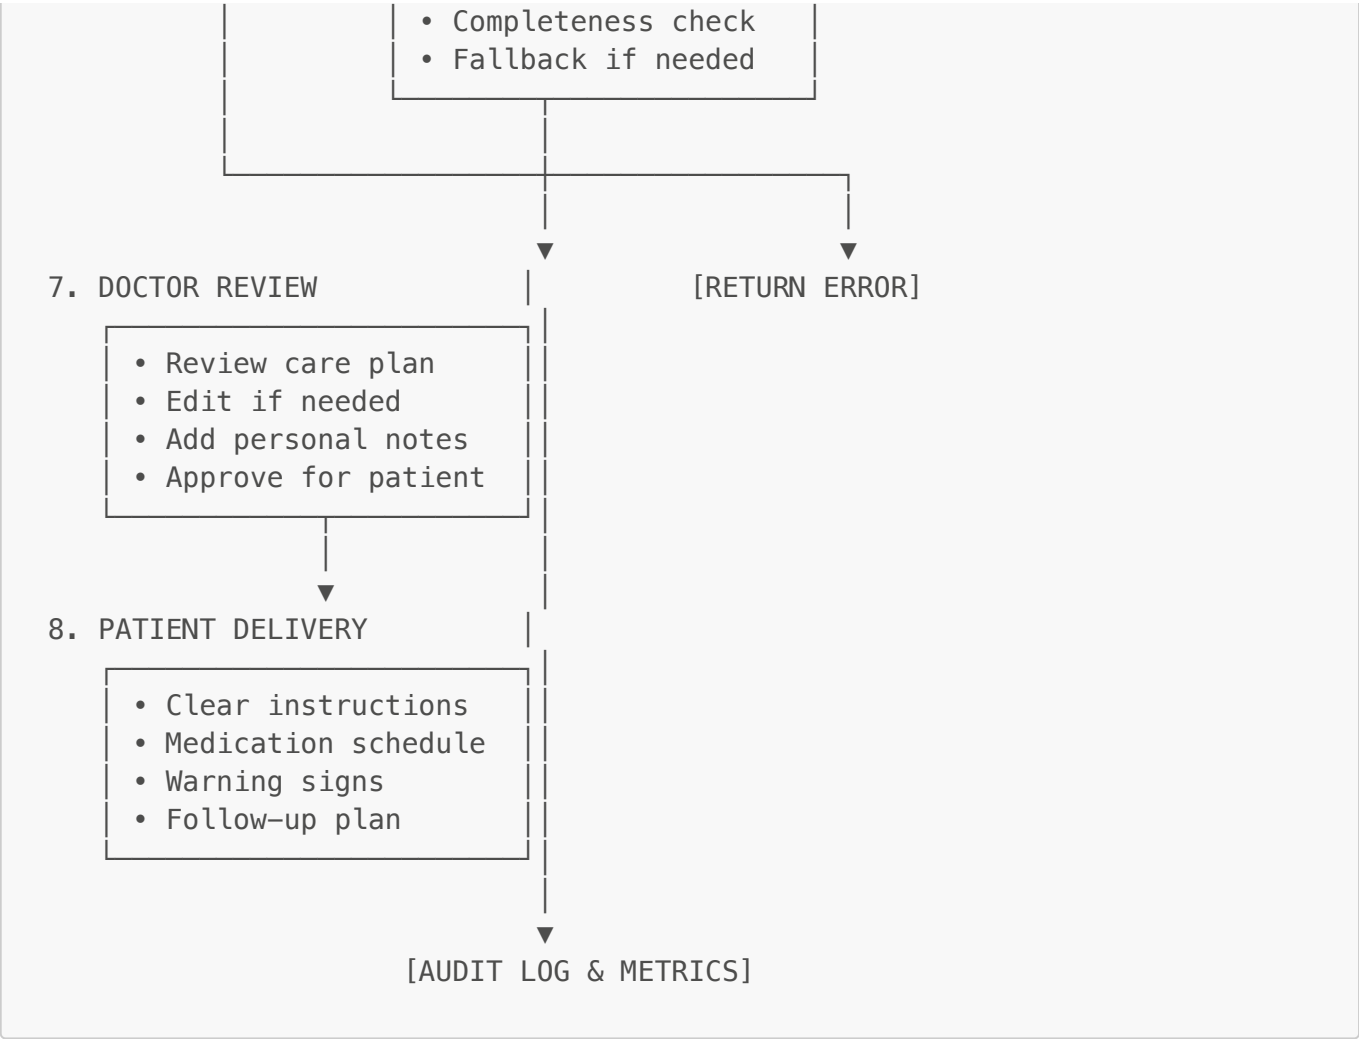 • Completeness check
• Fallback if needed
7. DOCTOR REVIEW [RETURN ERROR]
• Review care plan
• Edit if needed
• Add personal notes
• Approve for patient
8. PATIENT DELIVERY
• Clear instructions
• Medication schedule
• Warning signs
• Follow-up plan
[AUDIT LOG & METRICS]